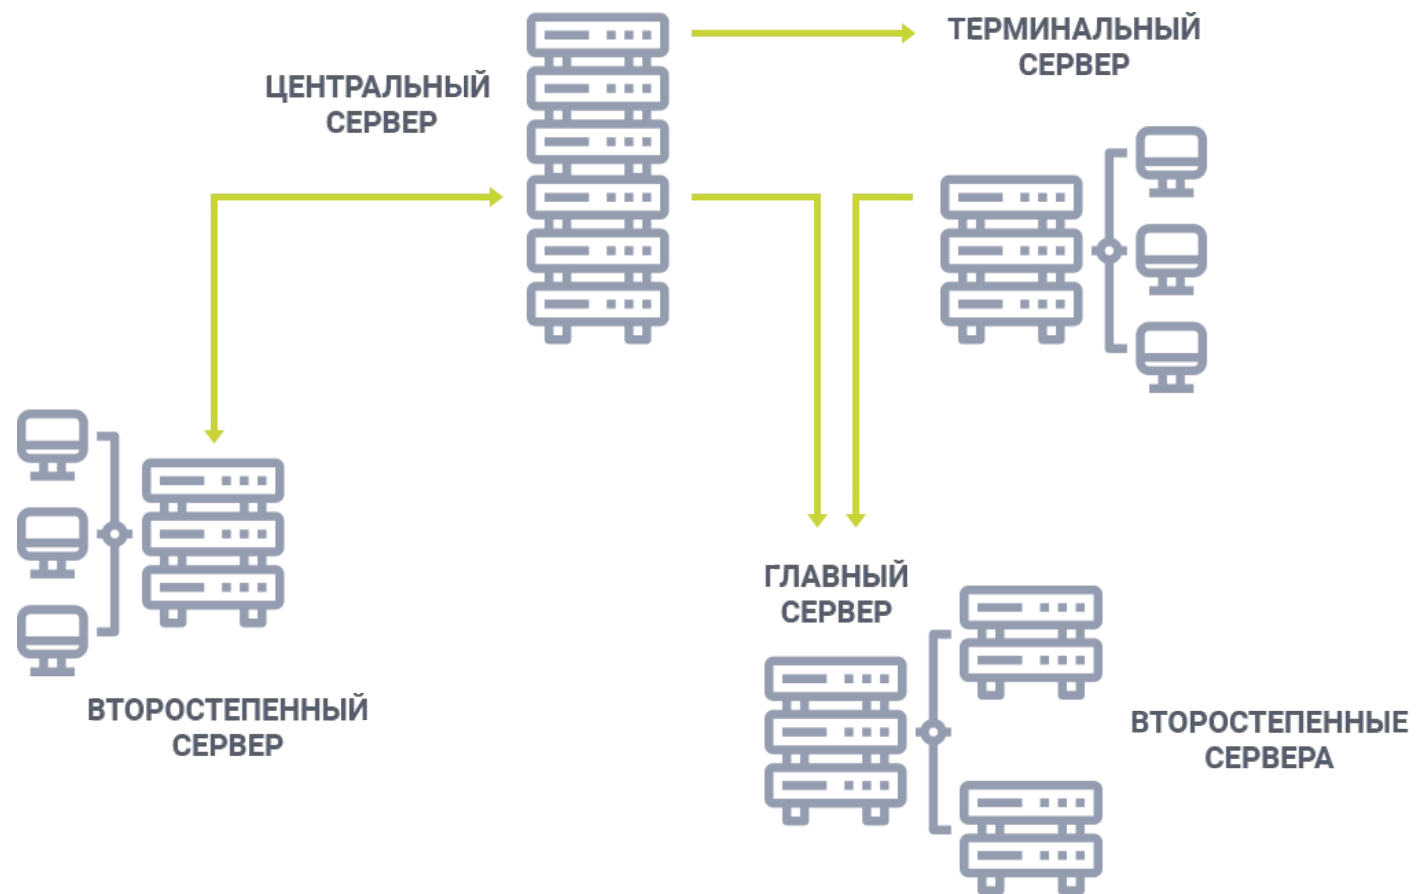 ТЕРМИНАЛЬНЫЙ
СЕРВЕР
ЦЕНТРАЛЬНЫЙ
СЕРВЕР
ГЛАВНЫЙ
СЕРВЕР
ВТОРОСТЕПЕННЫЙ
СЕРВЕР
ВТОРОСТЕПЕННЫЕ
СЕРВЕРА